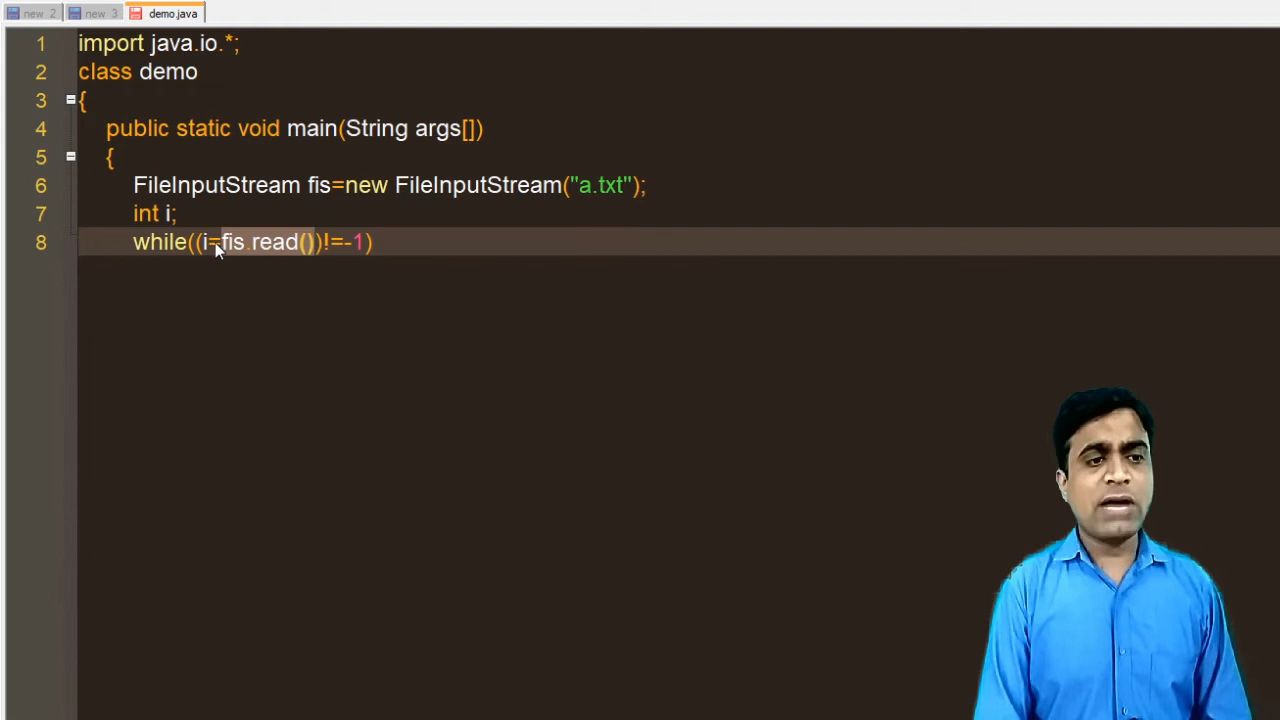 new 2 new 3 demo.java
1 import java.io.*;
2 class demo
3 {
4 public static void main(String args[])
5 {
6 FileInputStream fis=new FileInputStream("a.txt");
7 int i;
8 while((i=fis.read())!=-1)